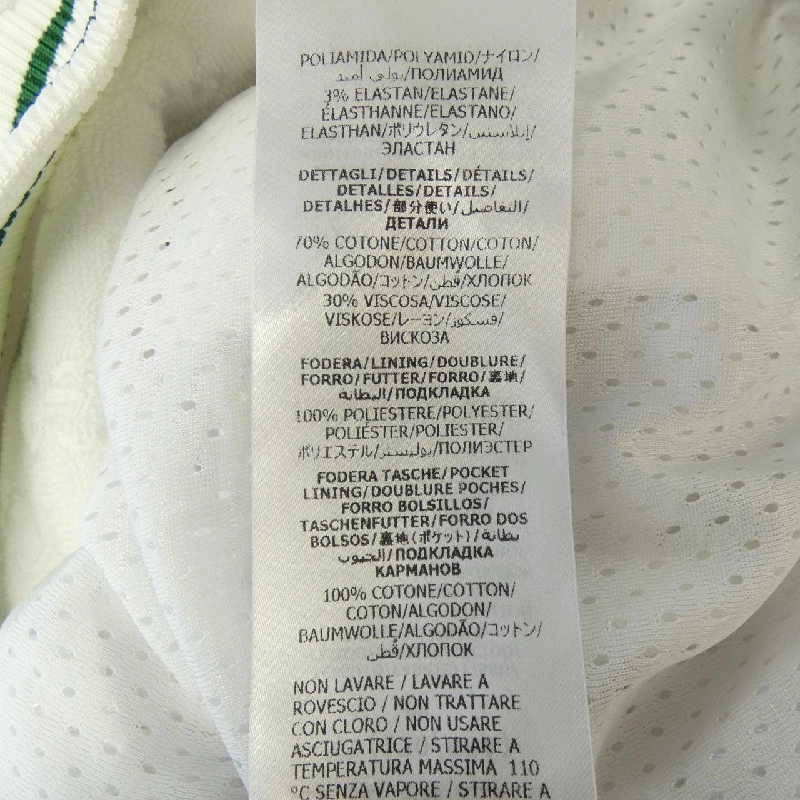 POLIAMIDA/POLYAMID/ナイロン/
بولي أميد/ПОЛИАМИД
3% ELASTAN/ELASTANE/
ÉLASTHANNE/ELASTANO/
ELASTHAN/ポリウレタン/إيلاستين/
ЭЛАСТАН
DETTAGLI/DETAILS/DÉTAILS/
DETALLES/DETAILS/
DETALHES/部分使い/التفاصيل/
ДЕТАЛИ
70% COTONE/COTTON/COTON/
ALGODON/BAUMWOLLE/
ALGODÃO/コットン/قطن/ХЛОПОК
30% VISCOSA/VISCOSE/
VISKOSE/レーヨン/فسكوز/
ВИСКОЗА
FODERA/LINING/DOUBLURE/
FORRO/FUTTER/FORRO/裏地/
البطانة/ПОДКЛАДКА
100% POLIESTERE/POLYESTER/
POLIÉSTER/POLIESTER/
ポリエステル/بوليستر/ПОЛИЭСТЕР
FODERA TASCHE/POCKET
LINING/DOUBLURE POCHES/
FORRO BOLSILLOS/
TASCHENFUTTER/FORRO DOS
BOLSOS/裏地(ポケット)/بطانة
الجيوب/ПОДКЛАДКА
КАРМАНОВ
100% COTONE/COTTON/
COTON/ALGODON/
BAUMWOLLE/ALGODÃO/コットン/
قطن/ХЛОПОК
NON LAVARE / LAVARE A
ROVESCIO / NON TRATTARE
CON CLORO / NON USARE
ASCIUGATRICE / STIRARE A
TEMPERATURA MASSIMA 110
°C SENZA VAPORE / STIRARE A